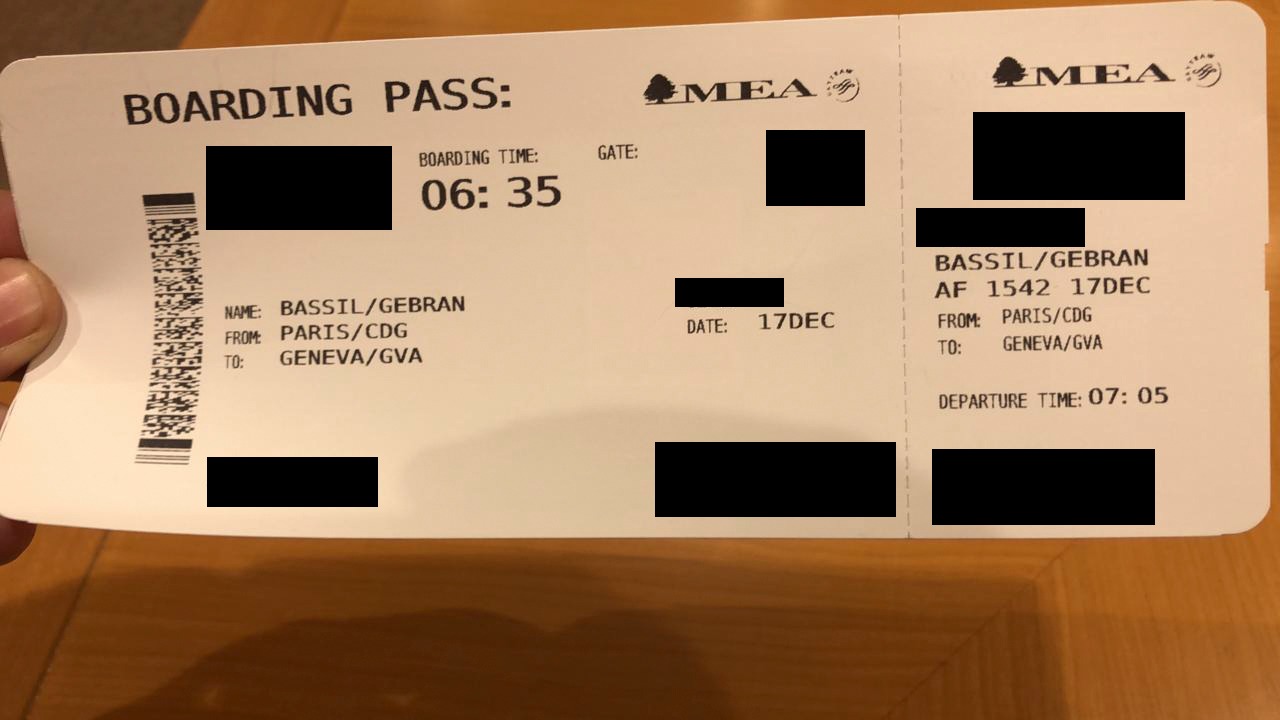 BOARDING PASS:
MEA
BOARDING TIME: GATE:
06: 35
NAME: BASSIL/GEBRAN
FROM: PARIS/CDG
TO: GENEVA/GVA
DATE: 17DEC
MEA
BASSIL/GEBRAN
AF 1542 17DEC
FROM: PARIS/CDG
TO: GENEVA/GVA
DEPARTURE TIME: 07: 05